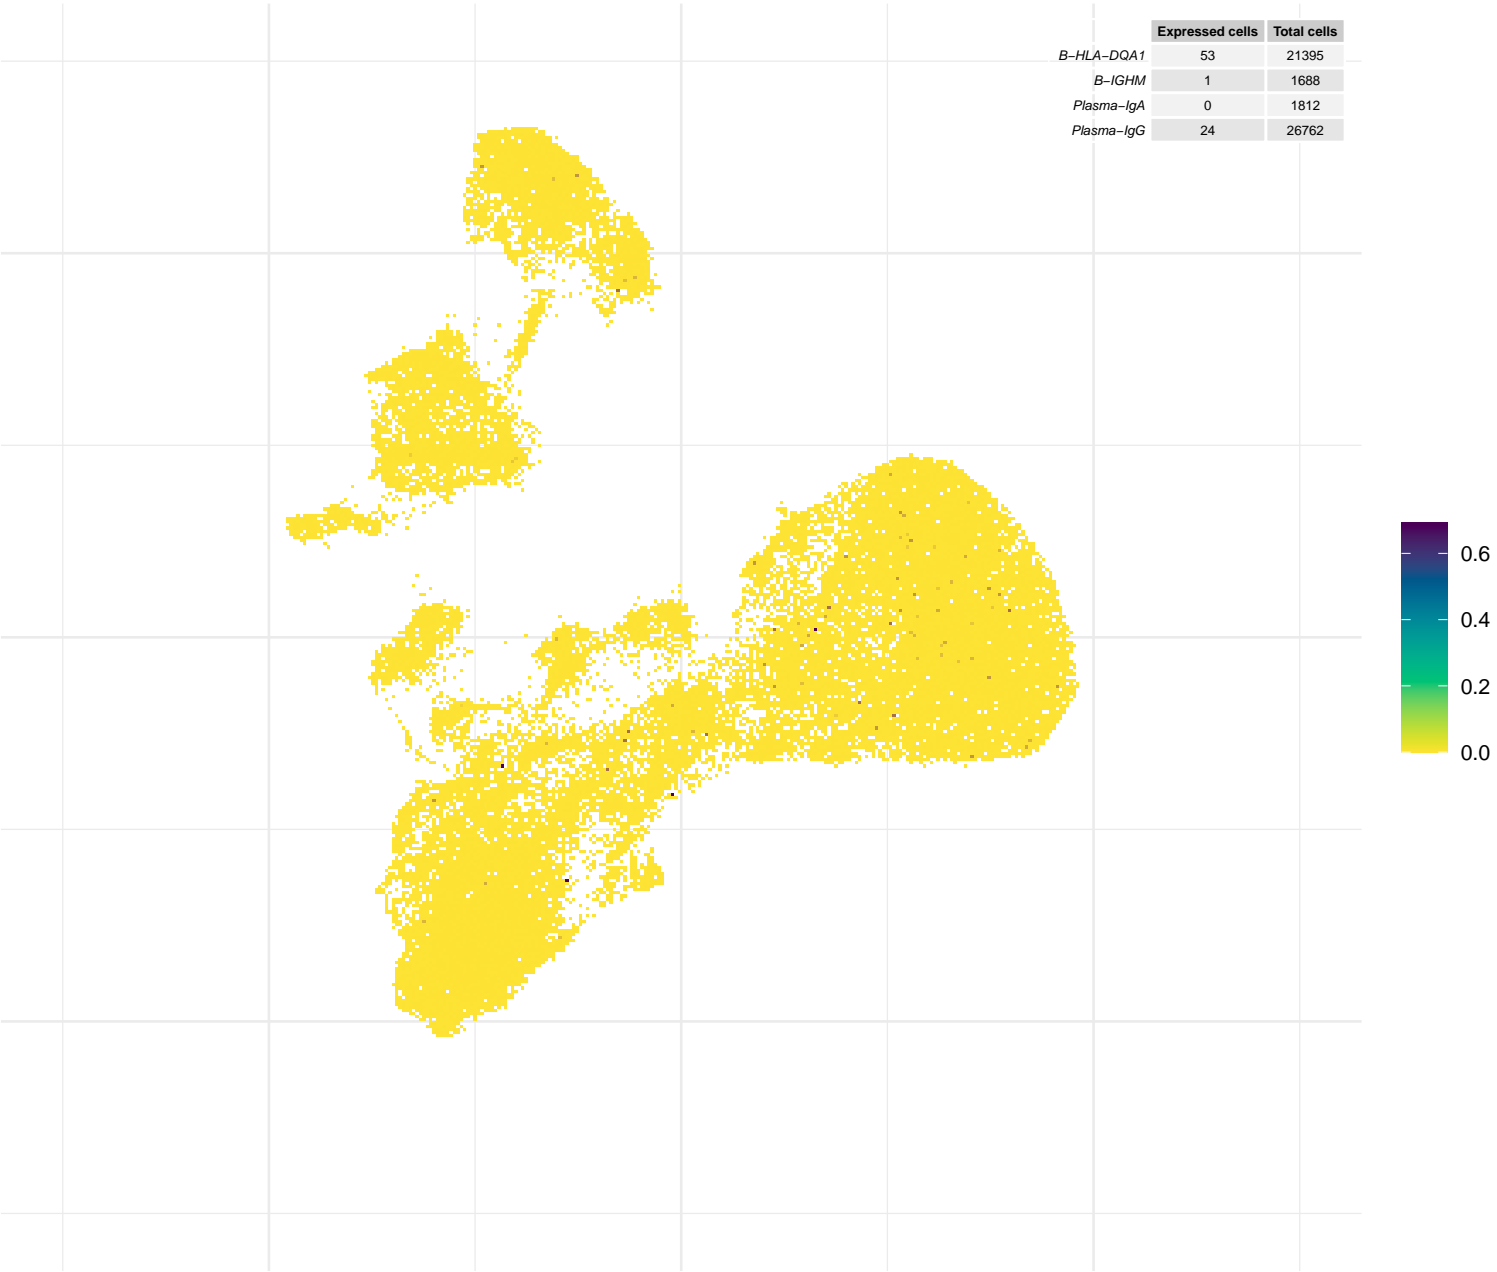 Expressed cells Total cells
B−HLA−DQA1 53 21395
B−IGHM 1 1688
Plasma−IgA 0 1812
Plasma−IgG 24 26762
0.6
0.4
0.2
0.0